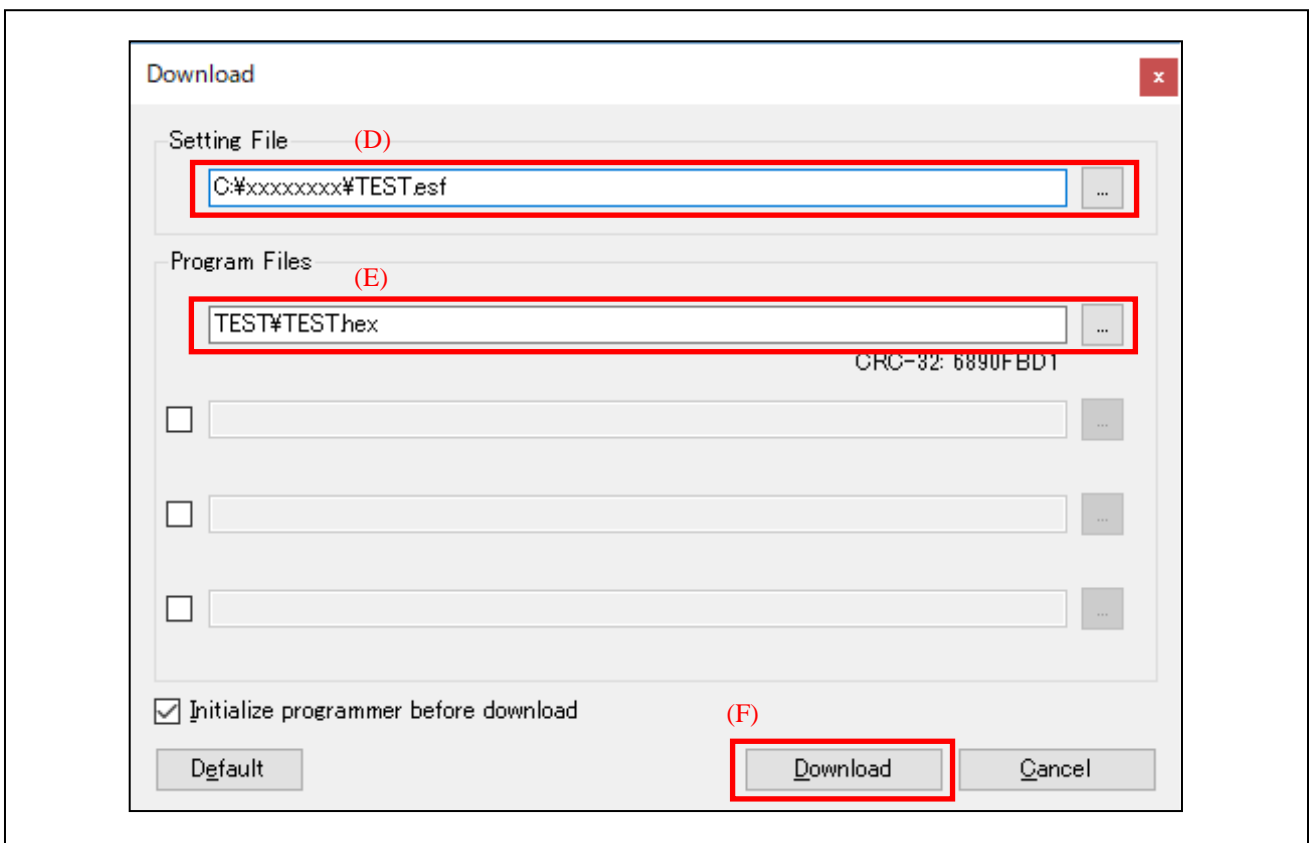 Download x
Setting File (D)
C:¥xxxxxxxx¥TEST.esf ...
Program Files
(E)
TEST¥TEST.hex ...
CRC-32: 6890FBD1
...
...
...
Initialize programmer before download
(F)
Default Download Cancel